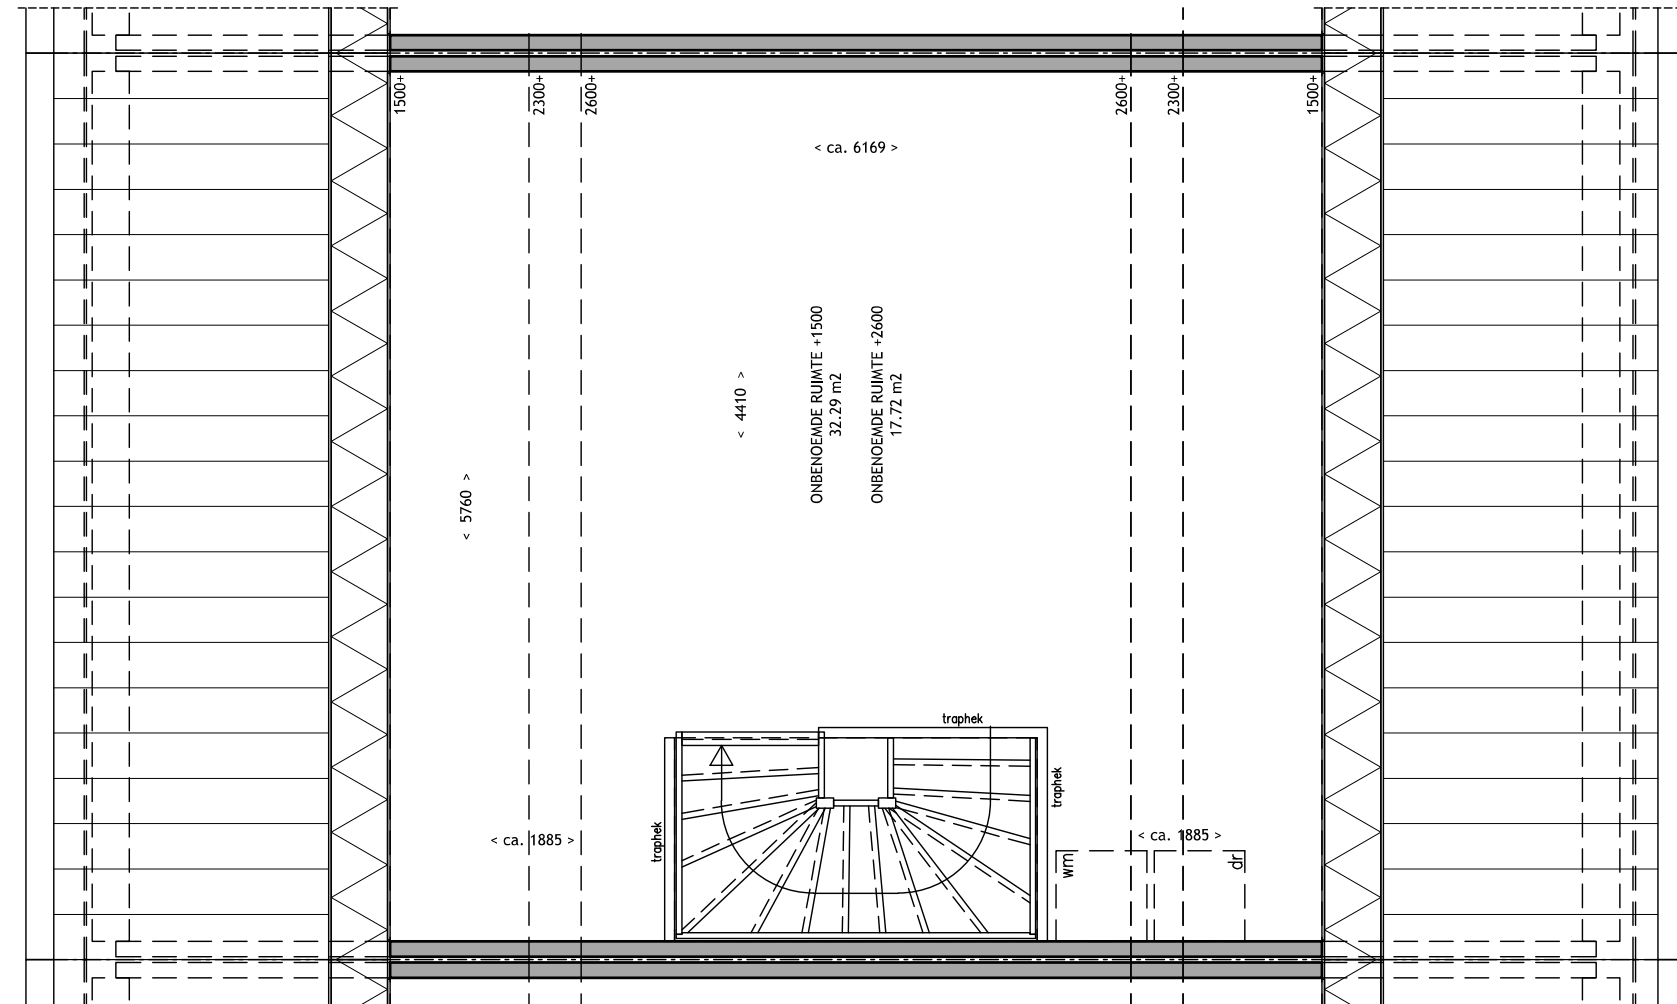 1500+
2300+
2600+
2600+
2300+
1500+
< ca. 6169 >
ONBENOEMDE RUIMTE +1500
32.29 m2
ONBENOEMDE RUIMTE +2600
17.72 m2
< 4410 >
< 5760 >
traphek
traphek
traphek
< ca. 1885 >
< ca. 1885 >
wm
dr